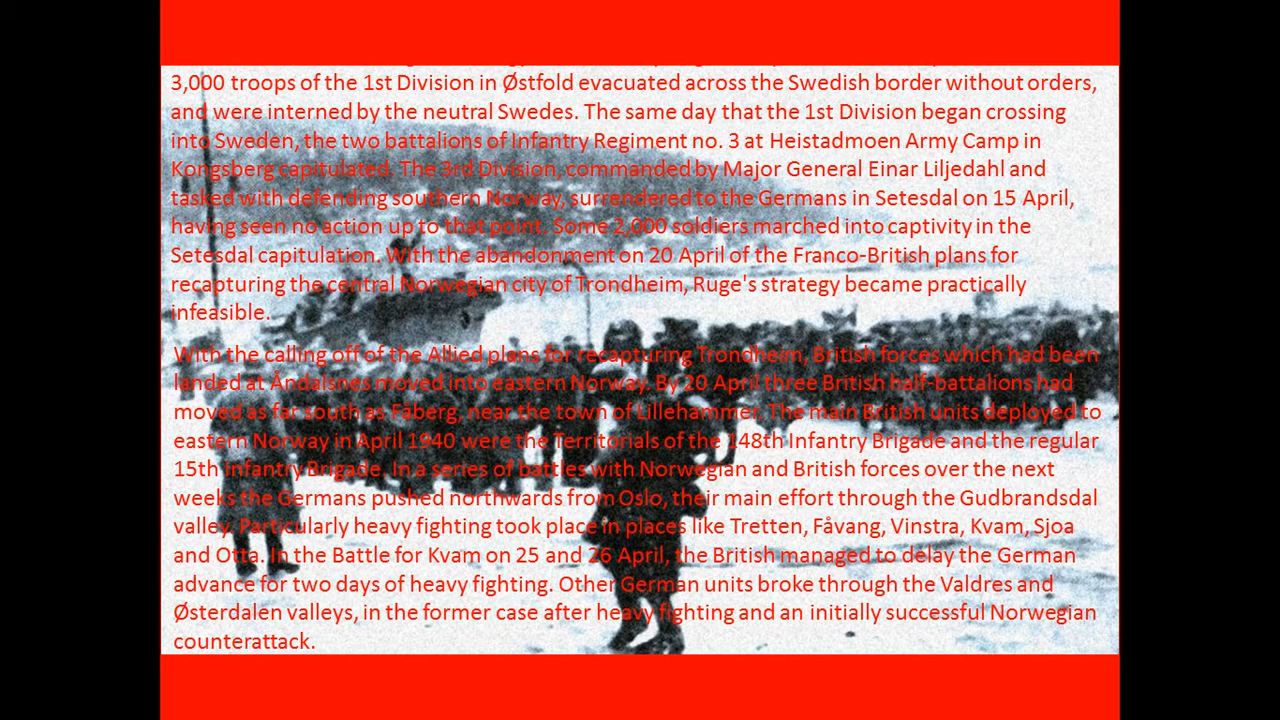 3,000 troops of the 1st Division in Østfold evacuated across the Swedish border without orders,
and were interned by the neutral Swedes. The same day that the 1st Division began crossing
into Sweden, the two battalions of Infantry Regiment no. 3 at Heistadmoen Army Camp in
Kongsberg capitulated. The 3rd Division, commanded by Major General Einar Liljedahl and
tasked with defending southern Norway, surrendered to the Germans in Setesdal on 15 April,
having seen no action up to that point. Some 2,000 soldiers marched into captivity in the
Setesdal capitulation. With the abandonment on 20 April of the Franco-British plans for
recapturing the central Norwegian city of Trondheim, Ruge's strategy became practically
infeasible.
With the calling off of the Allied plans for recapturing Trondheim, British forces which had been
landed at Åndalsnes moved into eastern Norway. By 20 April three British half-battalions had
moved as far south as Fåberg, near the town of Lillehammer. The main British units deployed to
eastern Norway in April 1940 were the Territorials of the 148th Infantry Brigade and the regular
15th Infantry Brigade. In a series of battles with Norwegian and British forces over the next
weeks the Germans pushed northwards from Oslo, their main effort through the Gudbrandsdal
valley. Particularly heavy fighting took place in places like Tretten, Fåvang, Vinstra, Kvam, Sjoa
and Otta. In the Battle for Kvam on 25 and 26 April, the British managed to delay the German
advance for two days of heavy fighting. Other German units broke through the Valdres and
Østerdalen valleys, in the former case after heavy fighting and an initially successful Norwegian
counterattack.